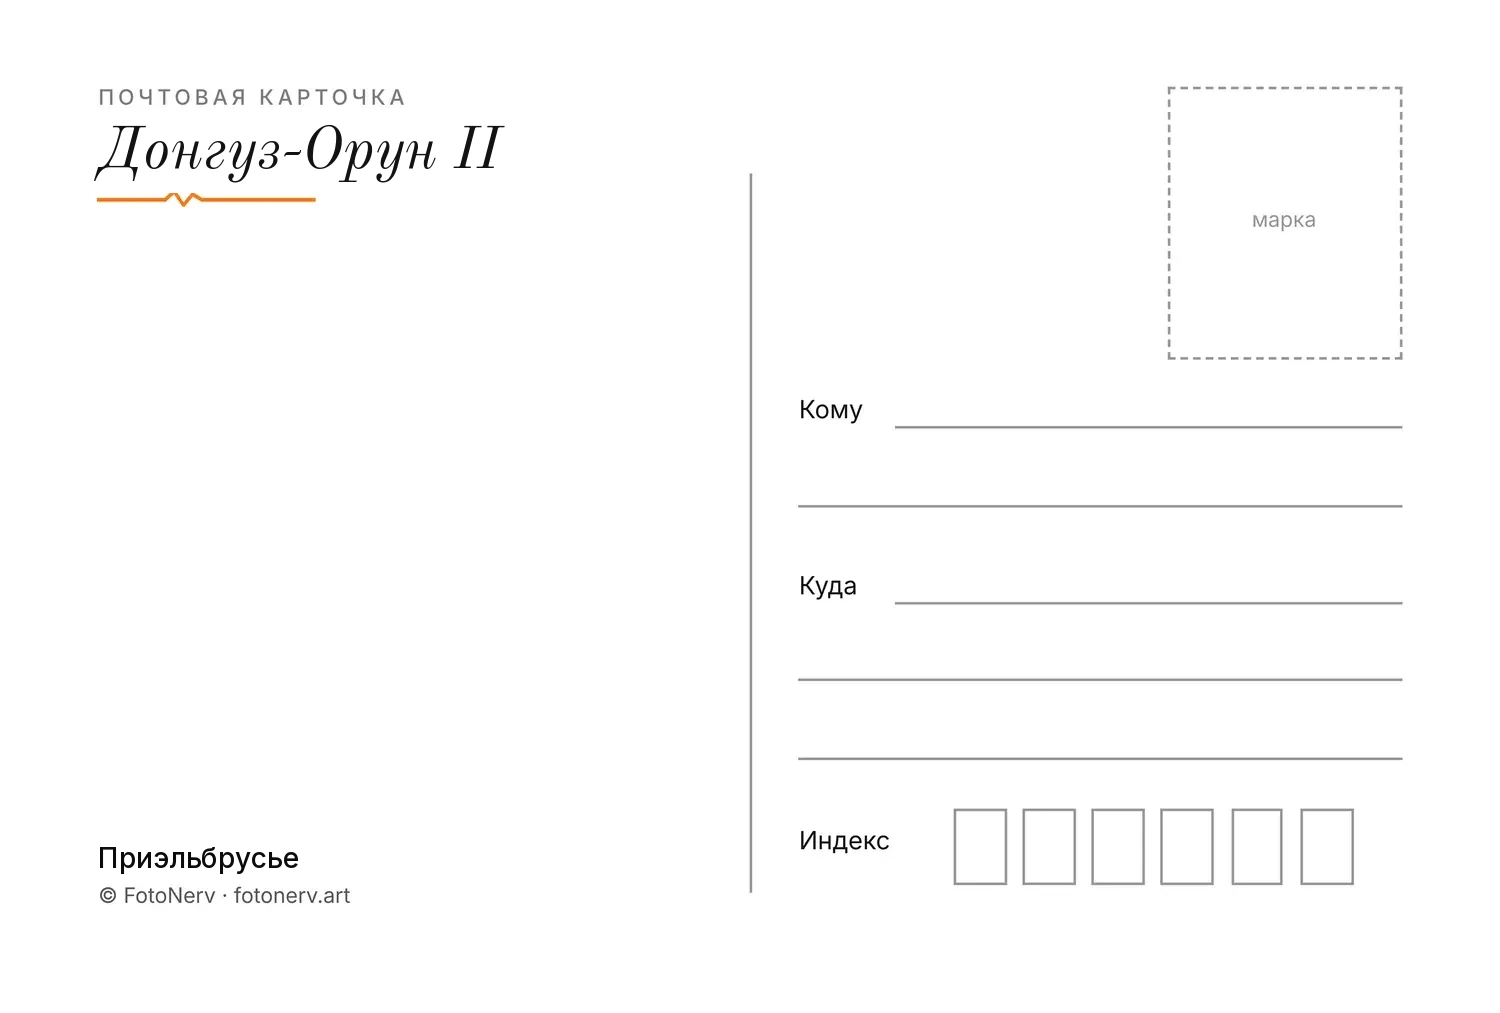 ПОЧТОВАЯ КАРТОЧКА
Донгуз-Орун II
марка
Кому
Куда
Индекс
Приэльбрусье
© FotoNerv · fotonerv.art